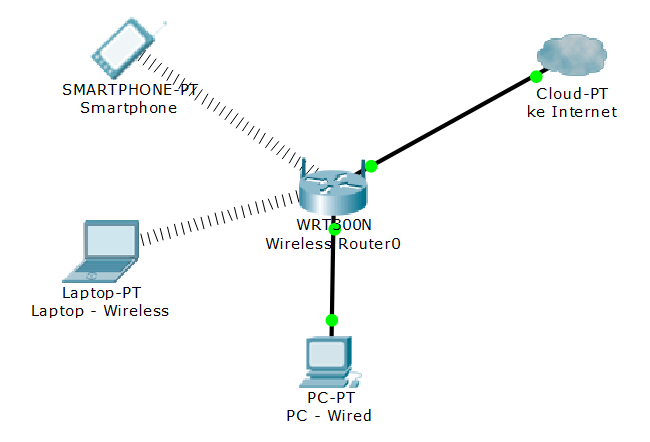 SMARTPHONE-PT
Smartphone
Cloud-PT
ke Internet
WRT300N
Wireless Router0
Laptop-PT
Laptop - Wireless
PC-PT
PC - Wired